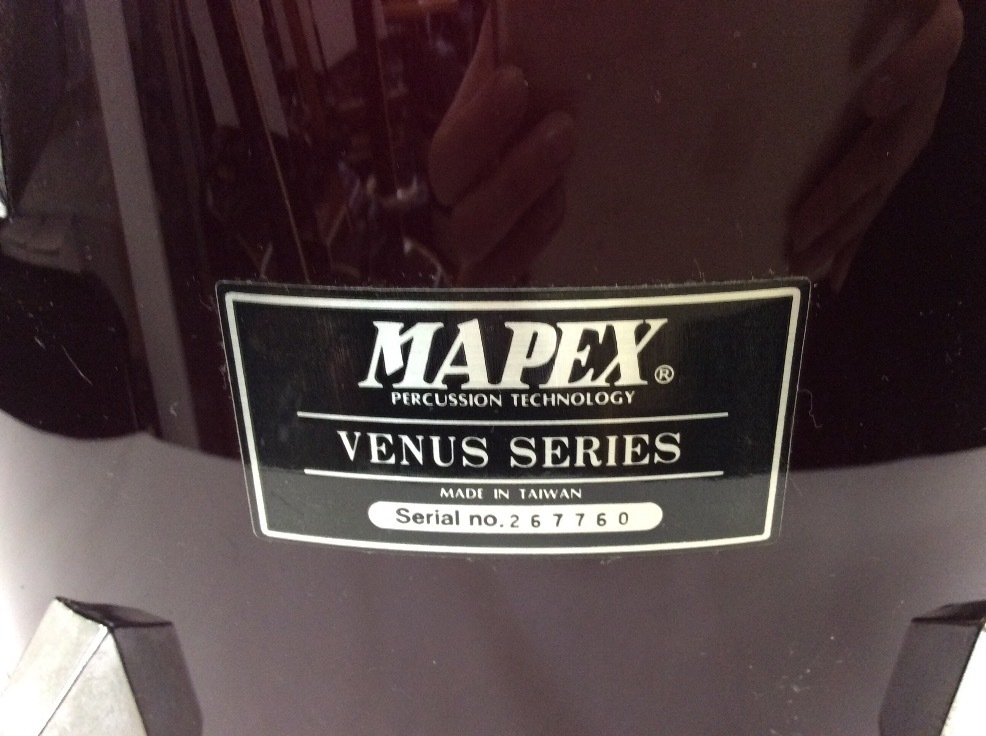 MAPEX®
PERCUSSION TECHNOLOGY
VENUS SERIES
MADE IN TAIWAN
Serial no. 267760